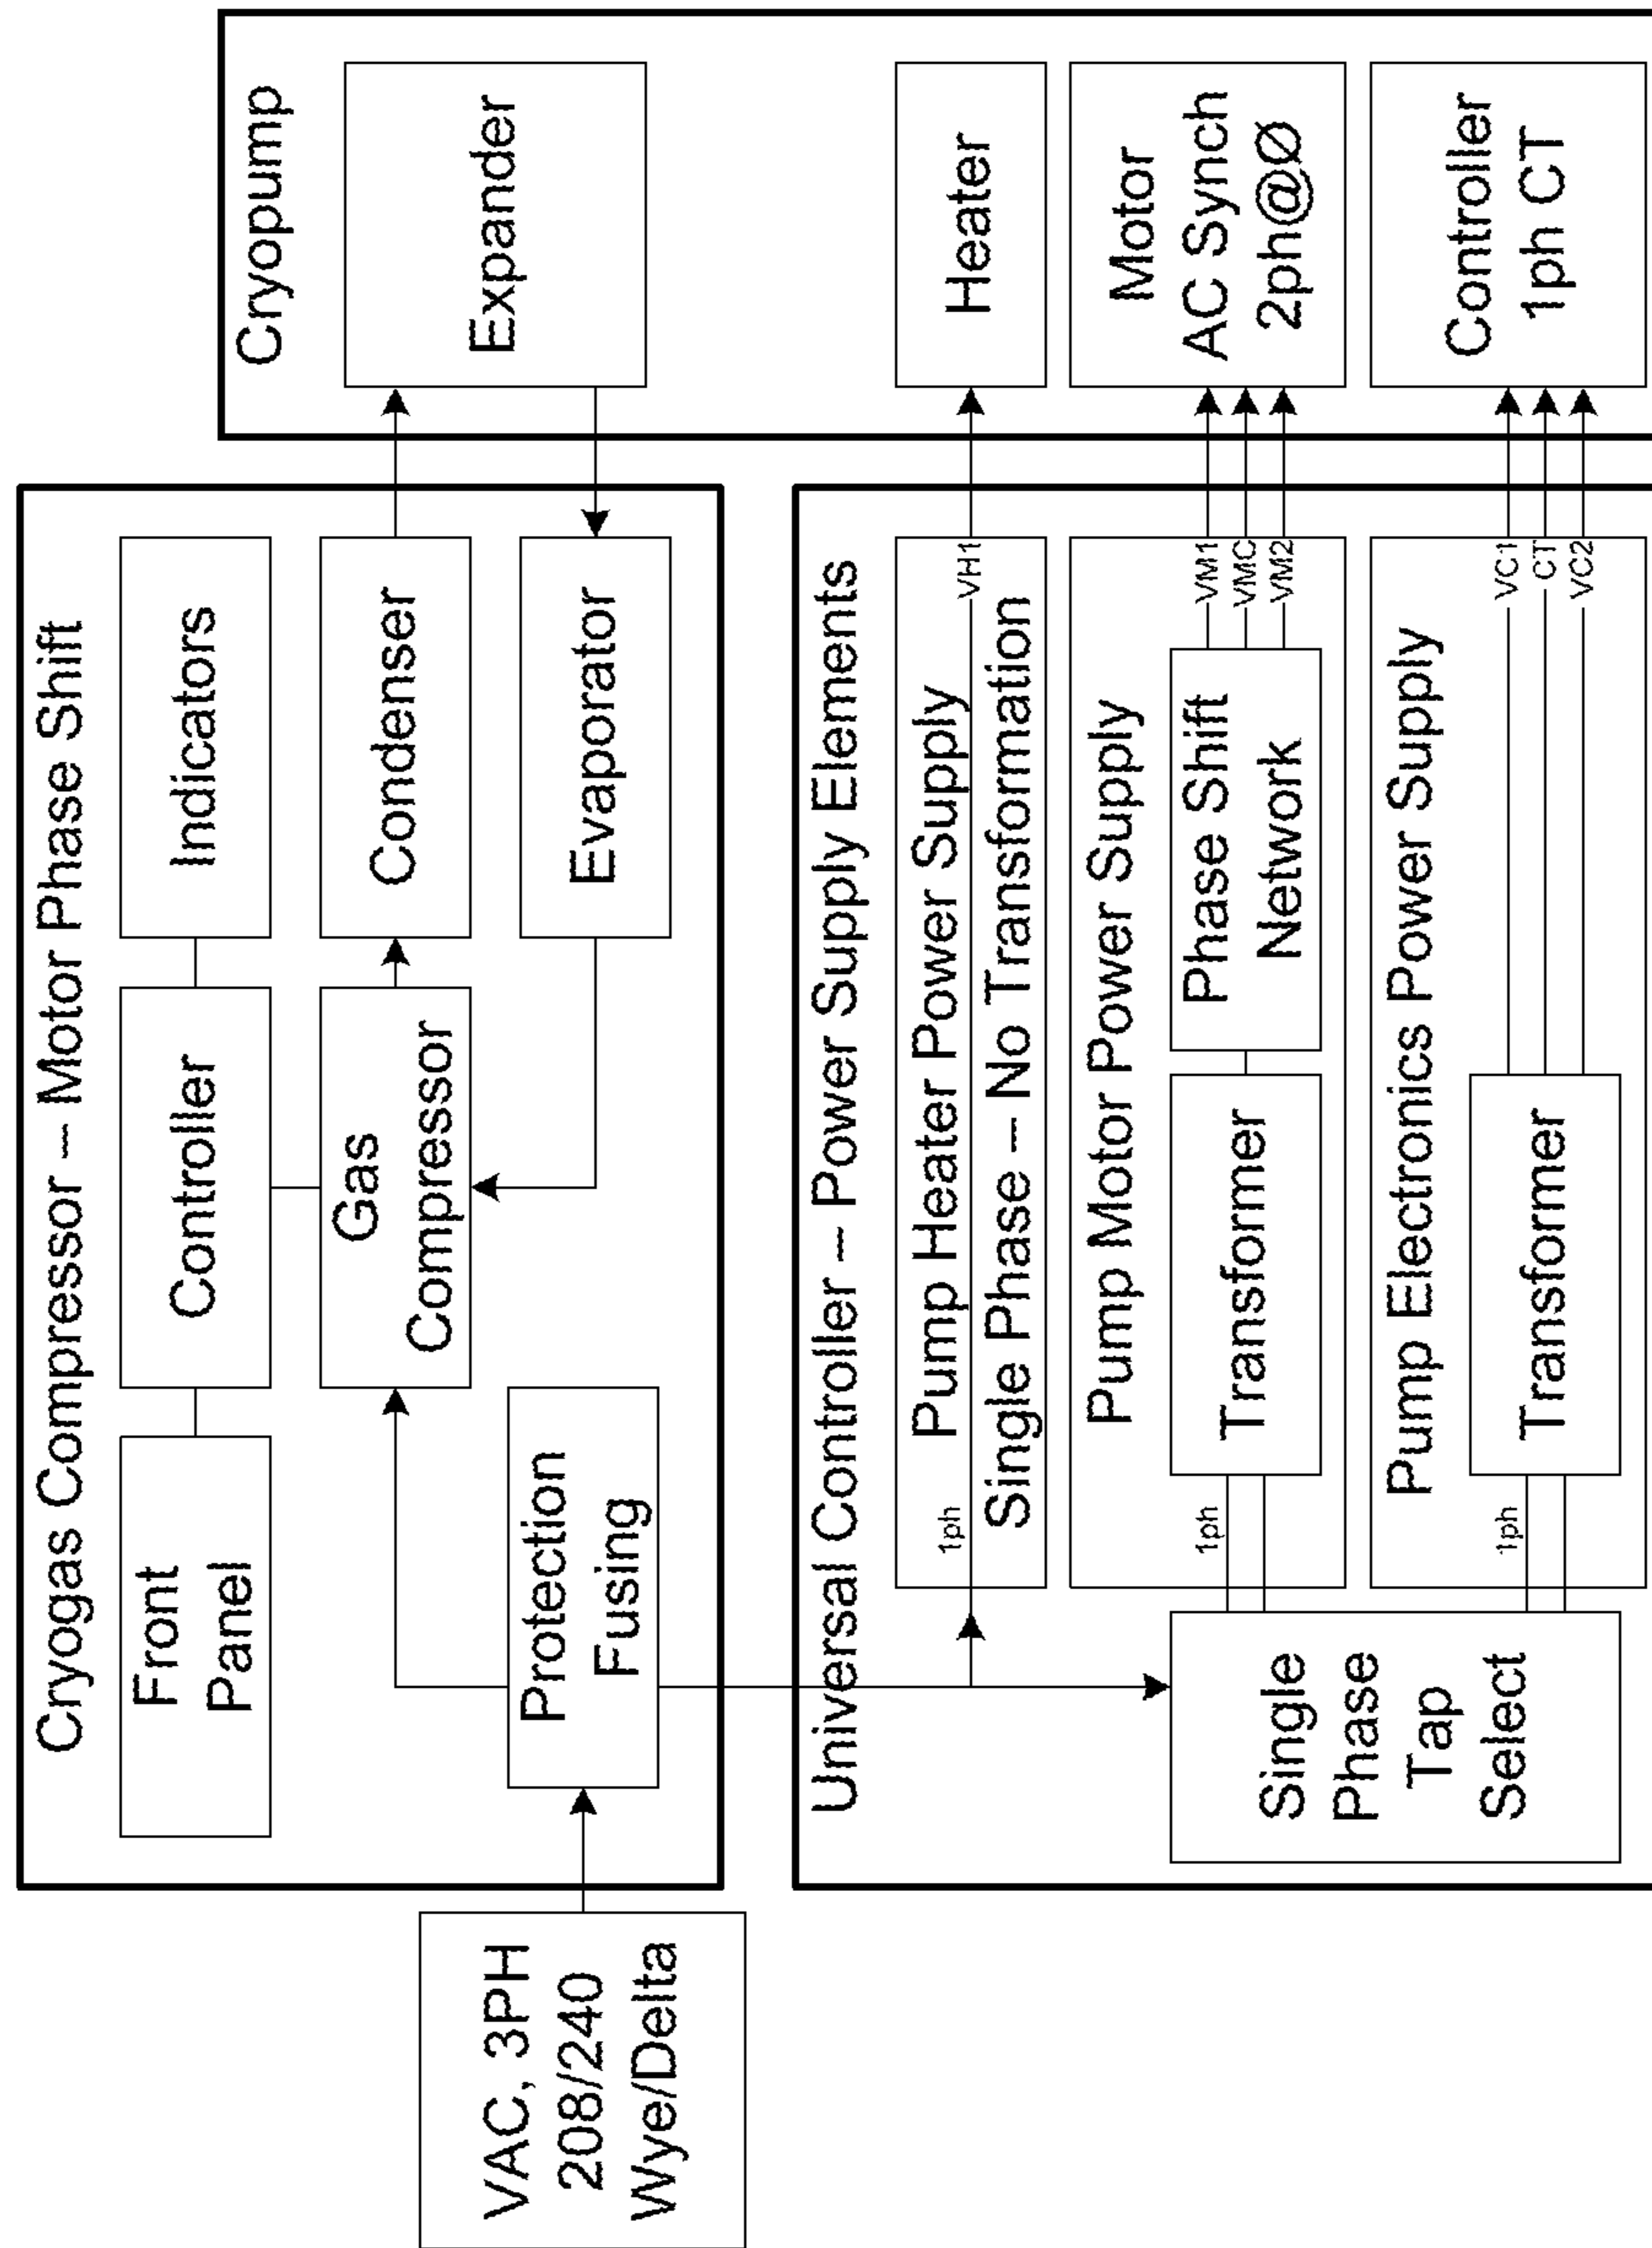 VAC, 3PH
208/240
Wye/Delta
Cryogas Compressor – Motor Phase Shift
Front
Panel
Controller
Indicators
Gas
Compressor
Condenser
Protection
Fusing
Evaporator
Cryopump
Expander
Universal Controller – Power Supply Elements
1ph
Pump Heater Power Supply
VH1
Single Phase – No Transformation
Heater
Single
Phase
Tap
Select
Pump Motor Power Supply
1ph
Transformer
Phase Shift
Network
VM1
VMC
VM2
Motor
AC Synch
2ph@Ø
Pump Electronics Power Supply
1ph
Transformer
VC1
CT
VC2
Controller
1ph CT